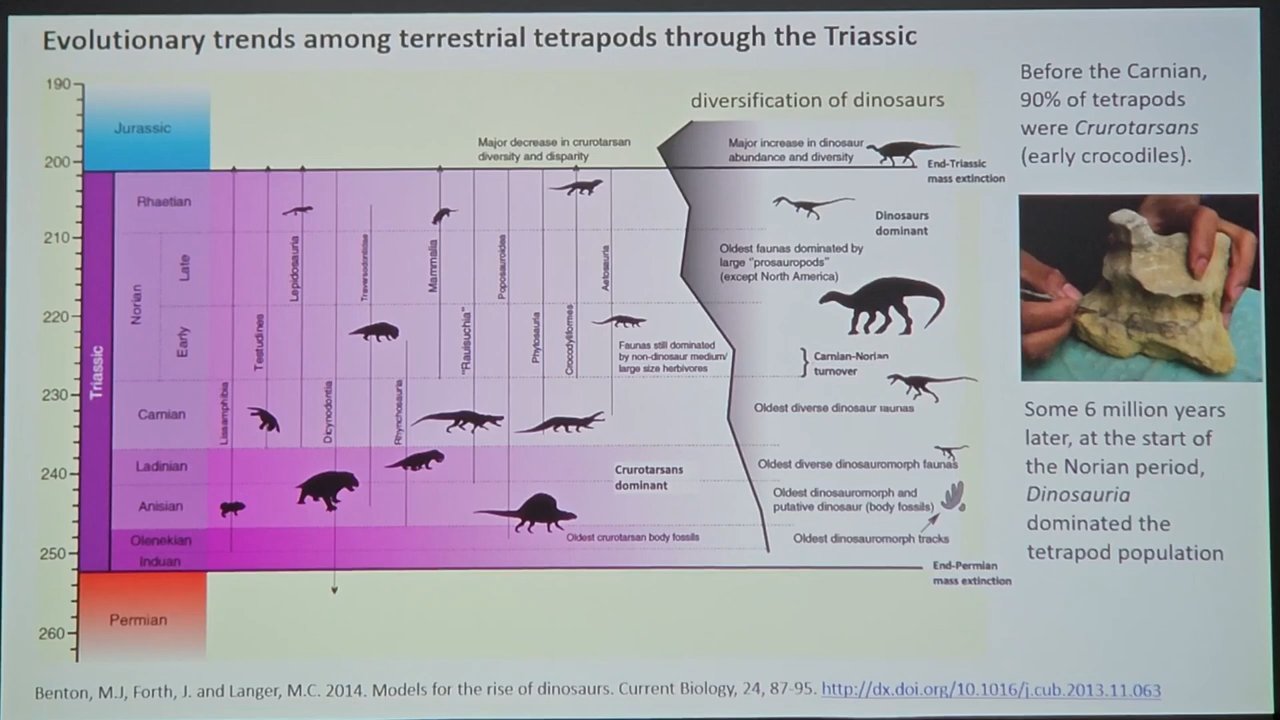 Evolutionary trends among terrestrial tetrapods through the Triassic
Before the Carnian,
90% of tetrapods
were Crurotarsans
(early crocodiles).
Some 6 million years
later, at the start of
the Norian period,
Dinosauria
dominated the
tetrapod population
190
200
210
220
230
240
250
260
Jurassic
Triassic
Permian
Rhaetian
Norian
Late
Early
Carnian
Ladinian
Anisian
Olenekian
Induan
diversification of dinosaurs
Major decrease in crurotarsan
diversity and disparity
Major increase in dinosaur
abundance and diversity
End-Triassic
mass extinction
Lissamphibia
Testudines
Lepidosauria
Dicynodontia
Traversodontidae
Rhynchosauria
Mammalia
"Rauisuchia"
Poposauroidea
Phytosauria
Crocodyliformes
Aetosauria
Dinosaurs
dominant
Oldest faunas dominated by
large "prosauropods"
(except North America)
Faunas still dominated
by non-dinosaur medium/
large size herbivores
Carnian-Norian
turnover
Oldest diverse dinosaur faunas
Crurotarsans
dominant
Oldest diverse dinosauromorph faunas
Oldest dinosauromorph and
putative dinosaur (body fossils)
Oldest crurotarsan body fossils
Oldest dinosauromorph tracks
End-Permian
mass extinction
Benton, M.J, Forth, J. and Langer, M.C. 2014. Models for the rise of dinosaurs. Current Biology, 24, 87-95. http://dx.doi.org/10.1016/j.cub.2013.11.063